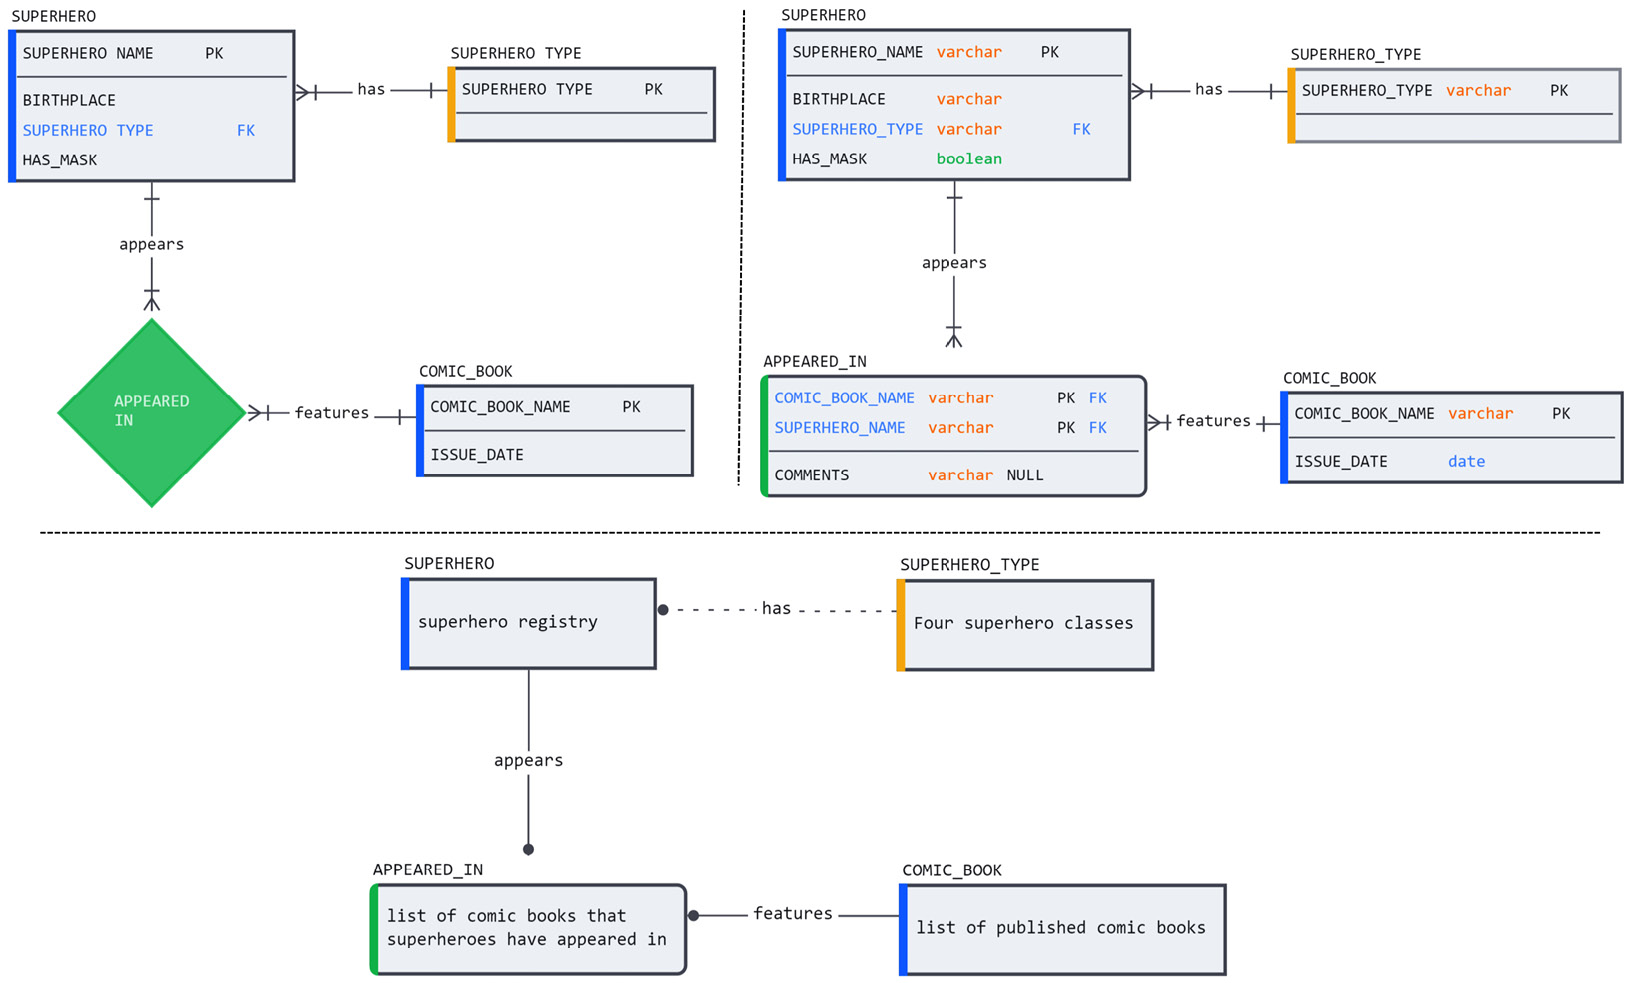 SUPERHERO
SUPERHERO NAME PK
BIRTHPLACE
SUPERHERO TYPE FK
HAS_MASK
has
SUPERHERO TYPE
SUPERHERO TYPE PK
appears
APPEARED
IN
features
COMIC_BOOK
COMIC_BOOK_NAME PK
ISSUE_DATE
SUPERHERO
SUPERHERO_NAME varchar PK
BIRTHPLACE varchar
SUPERHERO_TYPE varchar FK
HAS_MASK boolean
has
SUPERHERO_TYPE
SUPERHERO_TYPE varchar PK
appears
APPEARED_IN
COMIC_BOOK_NAME varchar PK FK
SUPERHERO_NAME varchar PK FK
COMMENTS varchar NULL
features
COMIC_BOOK
COMIC_BOOK_NAME varchar PK
ISSUE_DATE date
SUPERHERO
superhero registry
has
SUPERHERO_TYPE
Four superhero classes
appears
APPEARED_IN
list of comic books that
superheroes have appeared in
features
COMIC_BOOK
list of published comic books